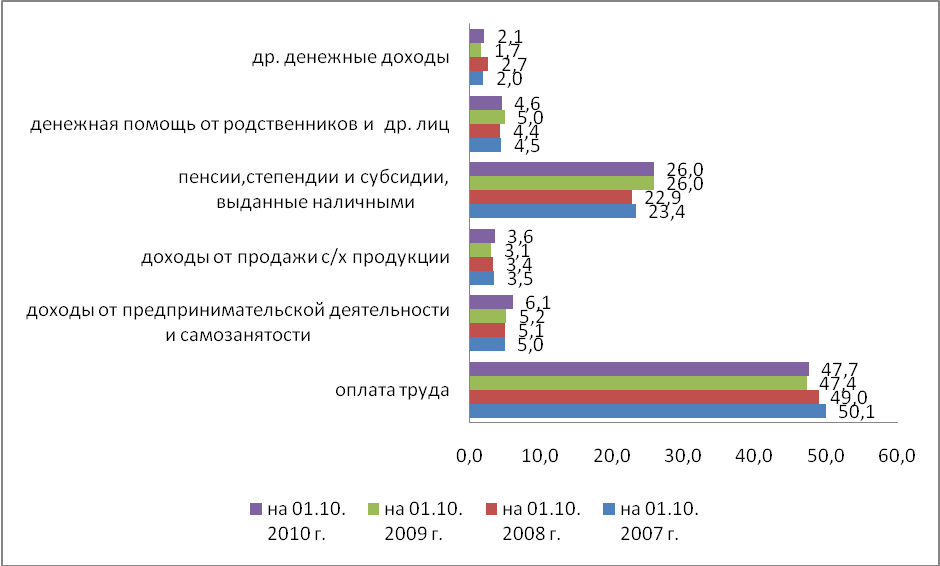 др. денежные доходы
2,1
1,7
2,7
2,0
денежная помощь от родственников и др. лиц
4,6
5,0
4,4
4,5
пенсии,степендии и субсидии,
выданные наличными
26,0
26,0
22,9
23,4
доходы от продажи с/х продукции
3,6
3,1
3,4
3,5
доходы от предпринимательской деятельности
и самозанятости
6,1
5,2
5,1
5,0
оплата труда
47,7
47,4
49,0
50,1
0,0 10,0 20,0 30,0 40,0 50,0 60,0
на 01.10. 2010 г.
на 01.10. 2009 г.
на 01.10. 2008 г.
на 01.10. 2007 г.